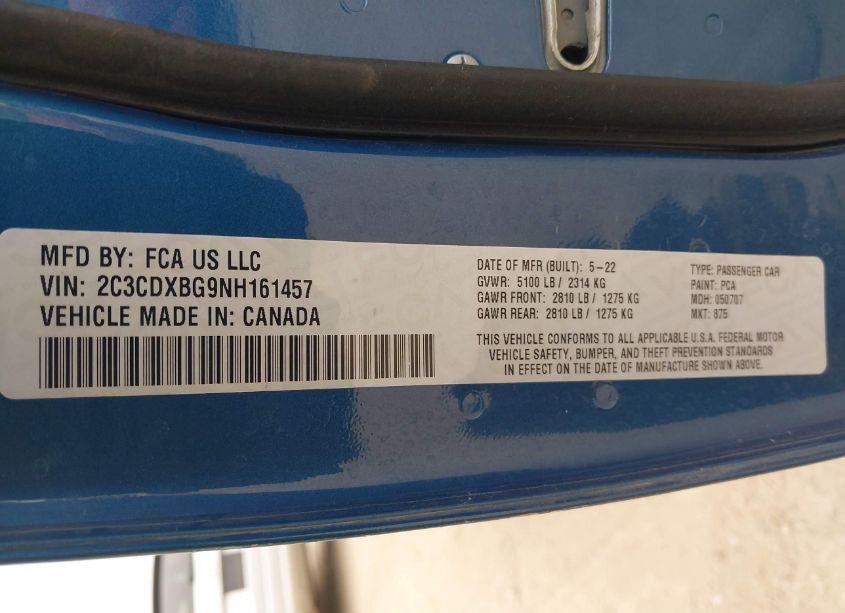 MFD BY: FCA US LLC
VIN: 2C3CDXBG9NH161457
VEHICLE MADE IN: CANADA
DATE OF MFR (BUILT): 5-22
GVWR: 5100 LB / 2314 KG
GAWR FRONT: 2810 LB / 1275 KG
GAWR REAR: 2810 LB / 1275 KG
TYPE: PASSENGER CAR
PAINT: PCA
MDH: 050707
MKT: 875
THIS VEHICLE CONFORMS TO ALL APPLICABLE U.S.A. FEDERAL MOTOR
VEHICLE SAFETY, BUMPER, AND THEFT PREVENTION STANDARDS
IN EFFECT ON THE DATE OF MANUFACTURE SHOWN ABOVE.